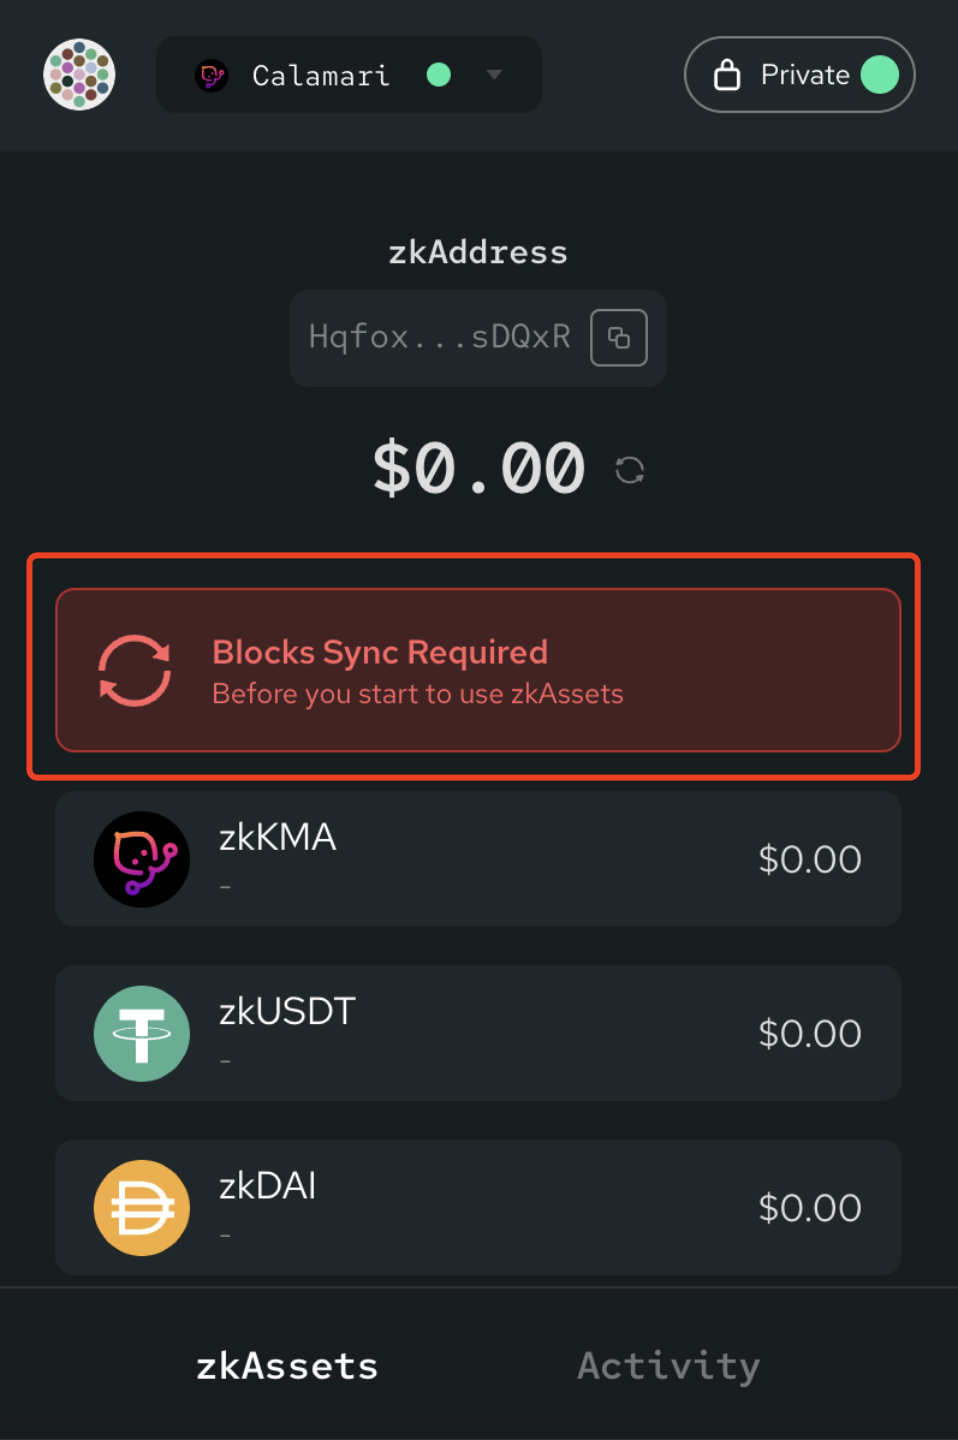 Calamari
Private
zkAddress
Hqfox...sDQxR
$0.00
Blocks Sync Required
Before you start to use zkAssets
zkKMA
-
$0.00
zkUSDT
-
$0.00
zkDAI
-
$0.00
zkAssets
Activity